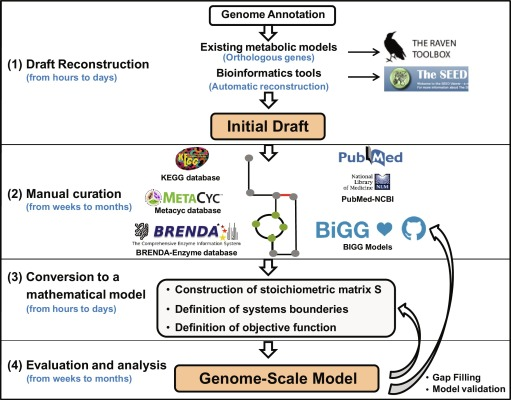 Genome Annotation
Existing metabolic models
(Orthologous genes)
THE RAVEN
TOOLBOX
(1) Draft Reconstruction
(from hours to days)
Bioinformatics tools
(Automatic reconstruction)
The SEED
Initial Draft
KEGG
KEGG database
PubMed
(2) Manual curation
(from weeks to months)
METACYC
Metacyc database
National
Library
of Medicine
NLM
PubMed-NCBI
BRENDA
The Comprehensive Enzyme Information System
BRENDA-Enzyme database
BiGG
BIGG Models
(3) Conversion to a
mathematical model
(from hours to days)
• Construction of stoichiometric matrix S
• Definition of systems bounderies
• Definition of objective function
(4) Evaluation and analysis
(from weeks to months)
Genome-Scale Model
• Gap Filling
• Model validation